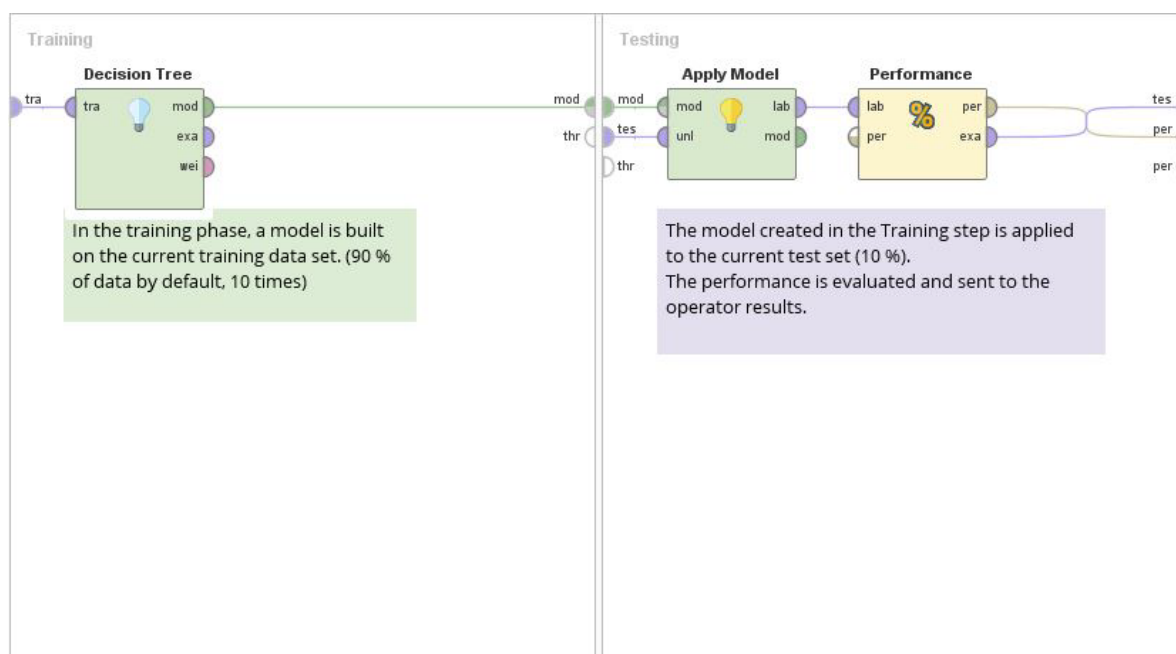 Training
Decision Tree
tra
tra
mod
exa
wei
mod
thr
In the training phase, a model is built
on the current training data set. (90 %
of data by default, 10 times)
Testing
Apply Model
Performance
mod
tes
thr
mod
lab
unl
mod
lab
per
per
exa
tes
per
per
The model created in the Training step is applied
to the current test set (10 %).
The performance is evaluated and sent to the
operator results.